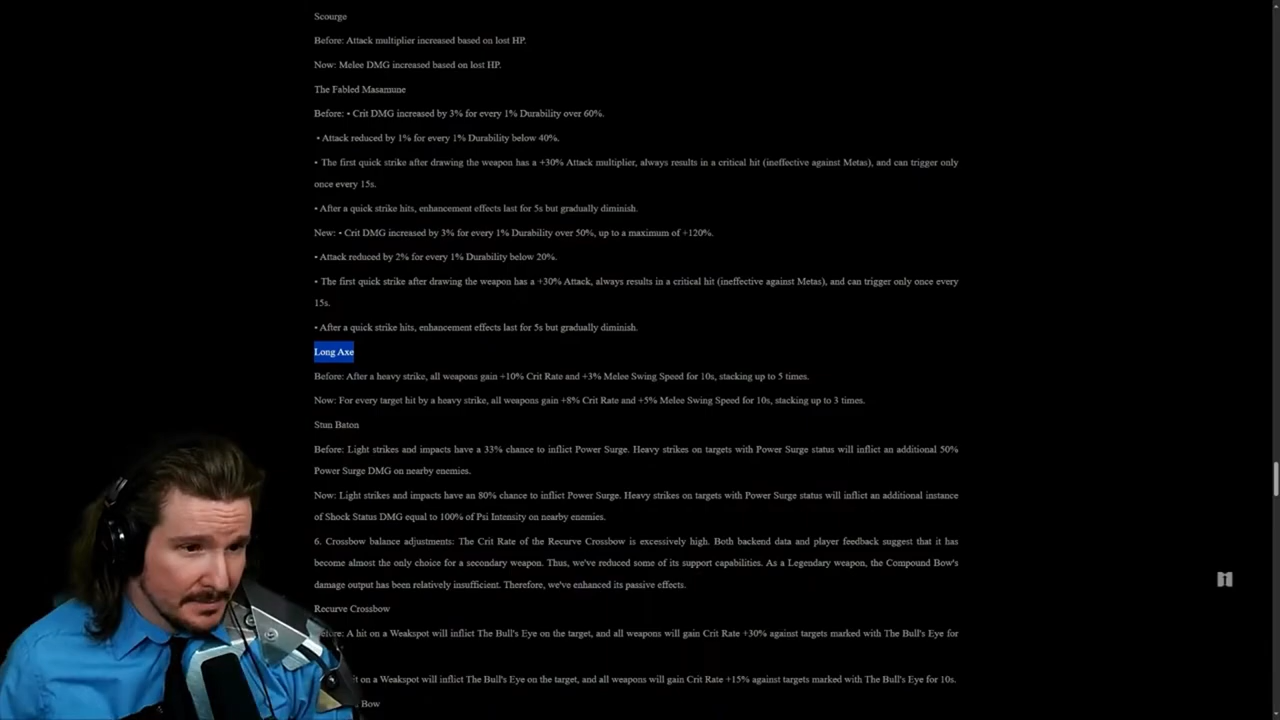 Scourge
Before: Attack multiplier increased based on lost HP.
Now: Melee DMG increased based on lost HP.
The Fabled Masamune
Before: • Crit DMG increased by 3% for every 1% Durability over 60%.
• Attack reduced by 1% for every 1% Durability below 40%.
• The first quick strike after drawing the weapon has a +30% Attack multiplier, always results in a critical hit (ineffective against Metas), and can trigger only
once every 15s.
• After a quick strike hits, enhancement effects last for 5s but gradually diminish.
New: • Crit DMG increased by 3% for every 1% Durability over 50%, up to a maximum of +120%.
• Attack reduced by 2% for every 1% Durability below 20%.
• The first quick strike after drawing the weapon has a +30% Attack, always results in a critical hit (ineffective against Metas), and can trigger only once every
15s.
• After a quick strike hits, enhancement effects last for 5s but gradually diminish.
Long Axe
Before: After a heavy strike, all weapons gain +10% Crit Rate and +3% Melee Swing Speed for 10s, stacking up to 5 times.
Now: For every target hit by a heavy strike, all weapons gain +8% Crit Rate and +5% Melee Swing Speed for 10s, stacking up to 3 times.
Stun Baton
Before: Light strikes and impacts have a 33% chance to inflict Power Surge. Heavy strikes on targets with Power Surge status will inflict an additional 50%
Power Surge DMG on nearby enemies.
Now: Light strikes and impacts have an 80% chance to inflict Power Surge. Heavy strikes on targets with Power Surge status will inflict an additional instance
of Shock Status DMG equal to 100% of Psi Intensity on nearby enemies.
6. Crossbow balance adjustments: The Crit Rate of the Recurve Crossbow is excessively high. Both backend data and player feedback suggest that it has
become almost the only choice for a secondary weapon. Thus, we've reduced some of its support capabilities. As a Legendary weapon, the Compound Bow's
damage output has been relatively insufficient. Therefore, we've enhanced its passive effects.
Recurve Crossbow
A hit on a Weakspot will inflict The Bull's Eye on the target, and all weapons will gain Crit Rate +30% against targets marked with The Bull's Eye for
hit on a Weakspot will inflict The Bull's Eye on the target, and all weapons will gain Crit Rate +15% against targets marked with The Bull's Eye for 10s.
Bow